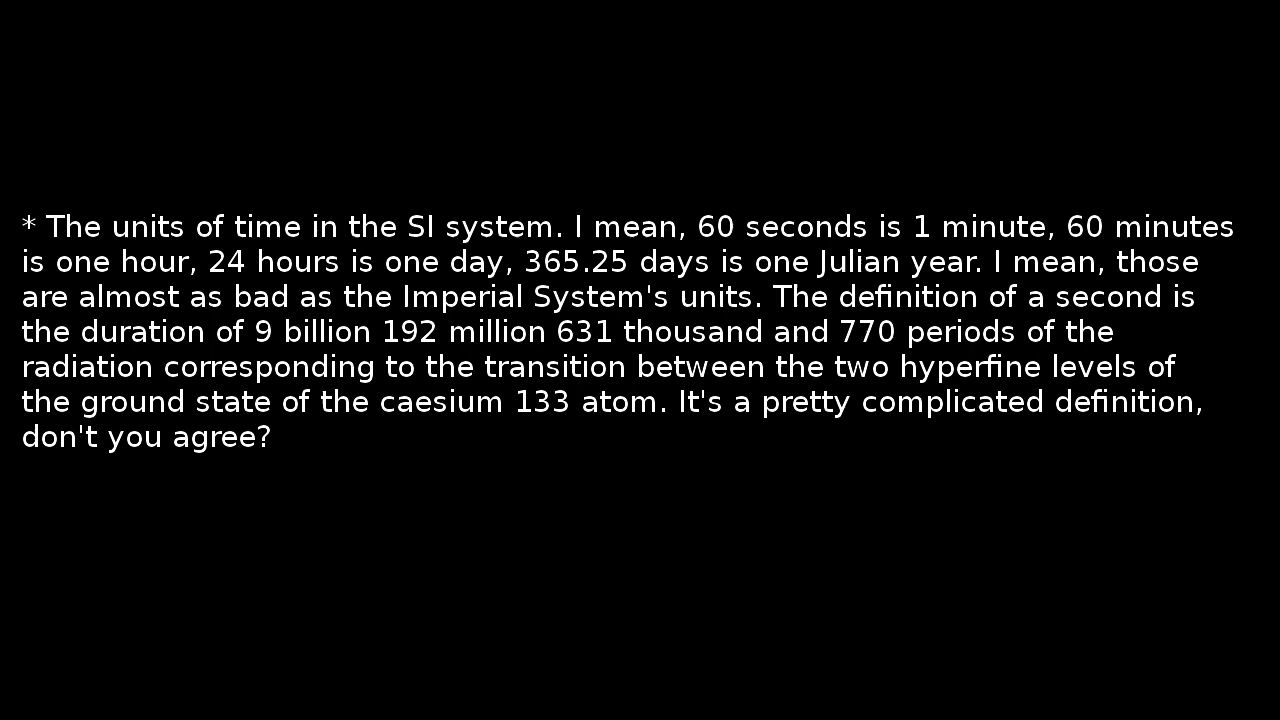 * The units of time in the SI system. I mean, 60 seconds is 1 minute, 60 minutes
is one hour, 24 hours is one day, 365.25 days is one Julian year. I mean, those
are almost as bad as the Imperial System's units. The definition of a second is
the duration of 9 billion 192 million 631 thousand and 770 periods of the
radiation corresponding to the transition between the two hyperfine levels of
the ground state of the caesium 133 atom. It's a pretty complicated definition,
don't you agree?